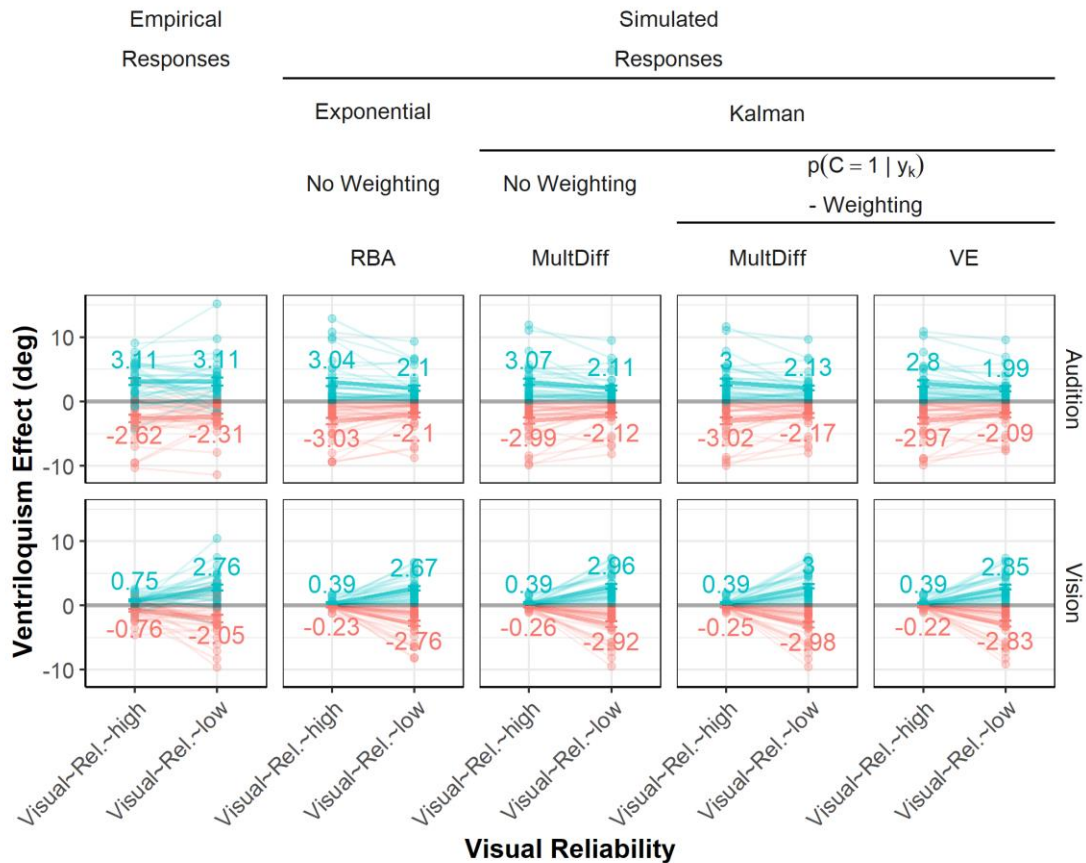 Empirical
Responses
Simulated
Responses
Exponential
Kalman
No Weighting
No Weighting
p(C = 1 | yₖ)
- Weighting
RBA
MultDiff
MultDiff
VE
Ventriloquism Effect (deg)
10
0
-10
3.11
3.11
-2.62
-2.31
3.04
2.1
-3.03
-2.1
3.07
2.11
-2.99
-2.12
3
2.13
-3.02
-2.17
2.8
1.99
-2.97
-2.09
Audition
10
0
-10
0.75
2.76
-0.76
-2.05
0.39
2.67
-0.23
-2.76
0.39
2.96
-0.26
-2.92
0.39
3
-0.25
-2.98
0.39
2.85
-0.22
-2.83
Vision
Visual~Rel.~high
Visual~Rel.~low
Visual~Rel.~high
Visual~Rel.~low
Visual~Rel.~high
Visual~Rel.~low
Visual~Rel.~high
Visual~Rel.~low
Visual~Rel.~high
Visual~Rel.~low
Visual Reliability